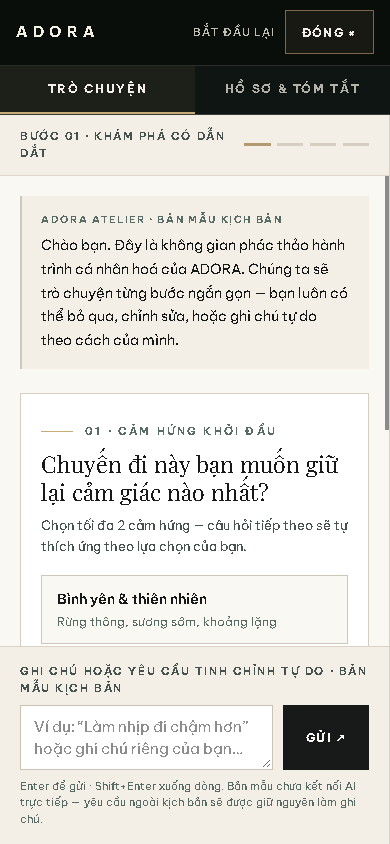 ADORA
BẮT ĐẦU LẠI
ĐÓNG ×
TRÒ CHUYỆN
HỒ SƠ & TÓM TẮT
BƯỚC 01 · KHÁM PHÁ CÓ DẪN
DẮT
ADORA ATELIER · BẢN MẪU KỊCH BẢN
Chào bạn. Đây là không gian phác thảo hành
trình cá nhân hoá của ADORA. Chúng ta sẽ
trò chuyện từng bước ngắn gọn — bạn luôn có
thể bỏ qua, chỉnh sửa, hoặc ghi chú tự do
theo cách của mình.
01 · CẢM HỨNG KHỞI ĐẦU
Chuyến đi này bạn muốn giữ
lại cảm giác nào nhất?
Chọn tối đa 2 cảm hứng — câu hỏi tiếp theo sẽ tự
thích ứng theo lựa chọn của bạn.
Bình yên & thiên nhiên
Rừng thông, sương sớm, khoảng lặng
GHI CHÚ HOẶC YÊU CẦU TINH CHỈNH TỰ DO · BẢN
MẪU KỊCH BẢN
Ví dụ: “Làm nhịp đi chậm hơn”
hoặc ghi chú riêng của bạn...
GỬI ↗
Enter để gửi · Shift+Enter xuống dòng. Bản mẫu chưa kết nối AI
trực tiếp — yêu cầu ngoài kịch bản sẽ được giữ nguyên làm ghi
chú.